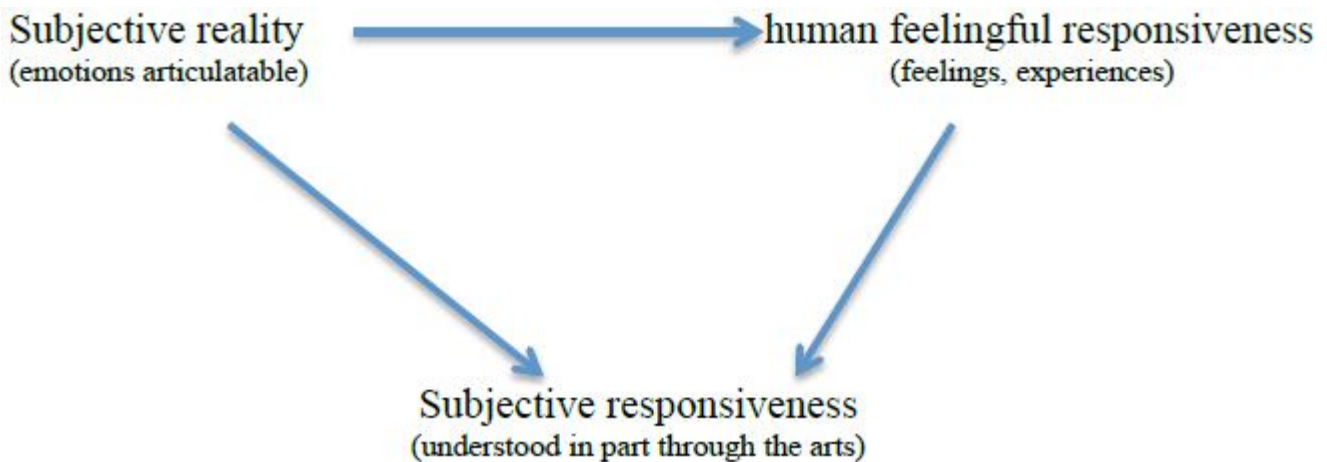 Subjective reality
(emotions articulatable)
human feelingful responsiveness
(feelings, experiences)
Subjective responsiveness
(understood in part through the arts)